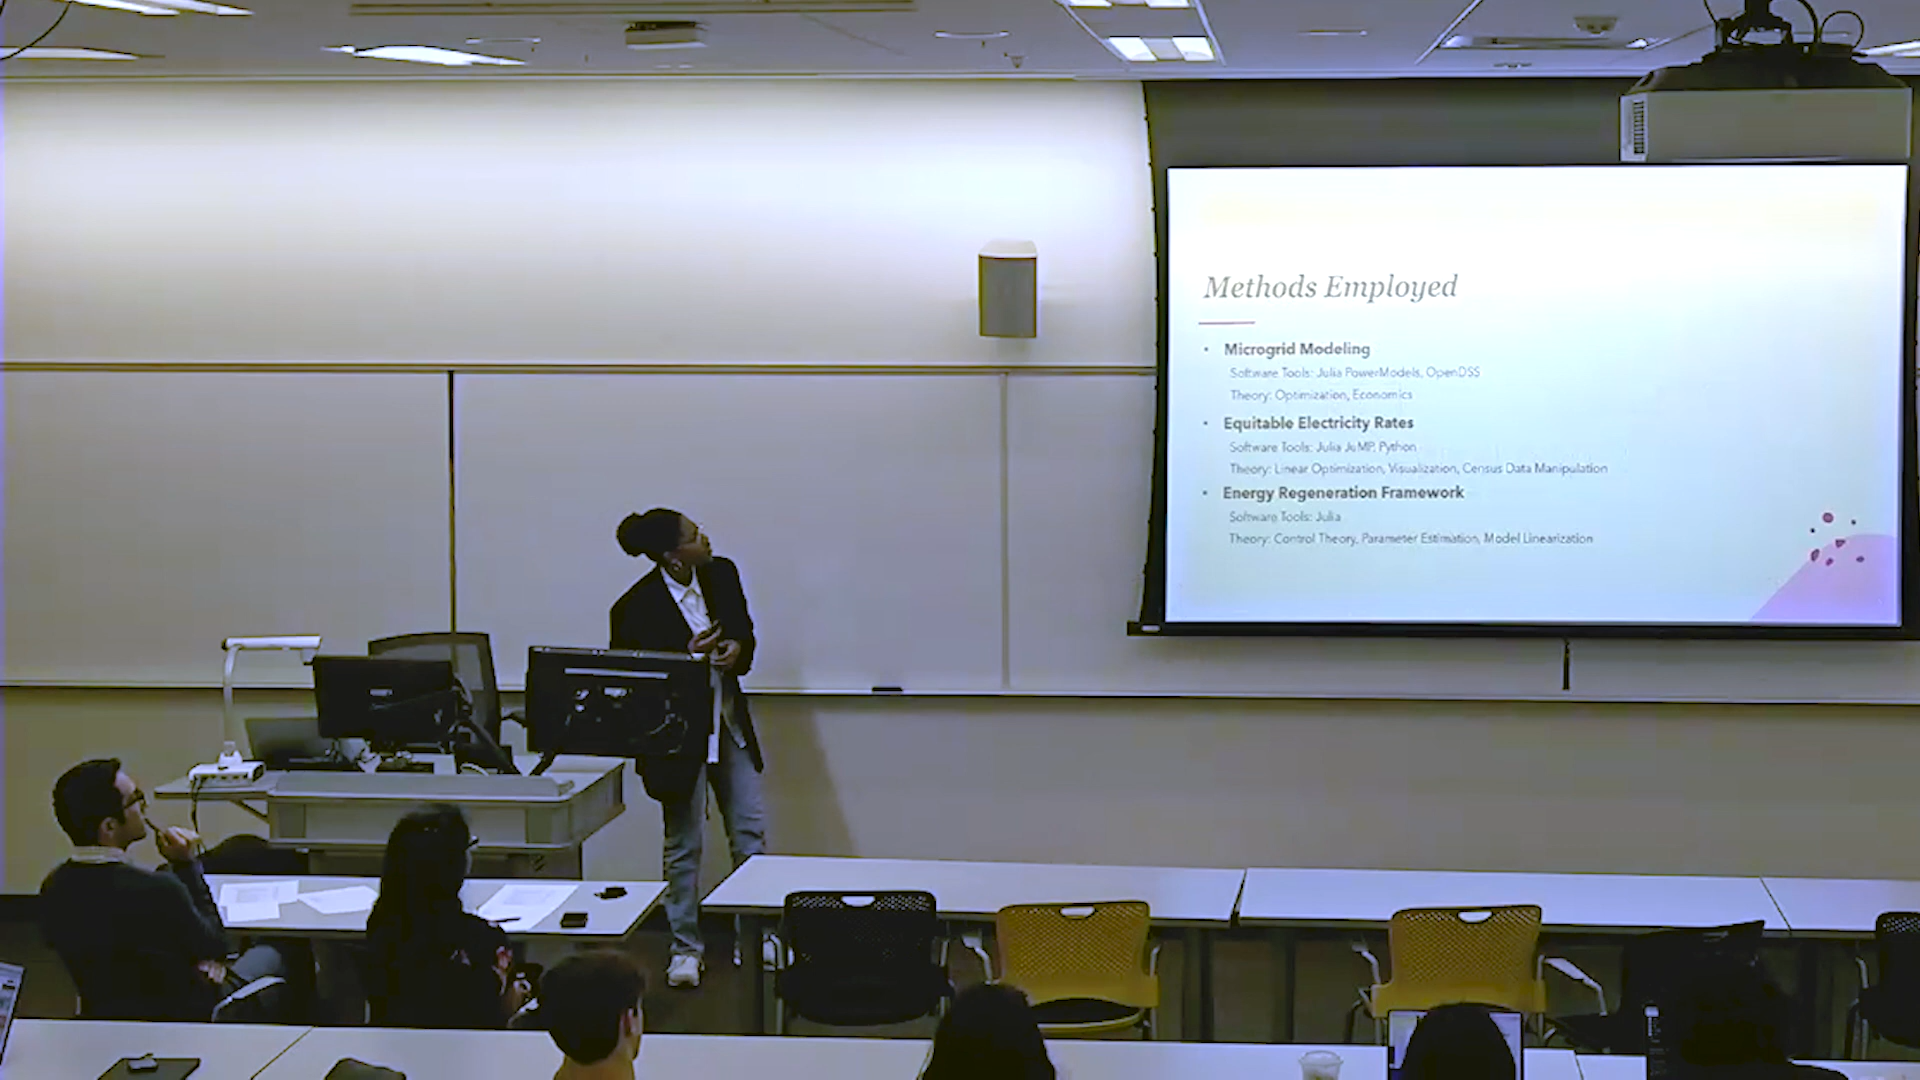 Methods Employed
• Microgrid Modeling
Software Tools: Julia PowerModels, OpenDSS
Theory: Optimization, Economics
• Equitable Electricity Rates
Software Tools: Julia JuMP, Python
Theory: Linear Optimization, Visualization, Census Data Manipulation
• Energy Regeneration Framework
Software Tools: Julia
Theory: Control Theory, Parameter Estimation, Model Linearization